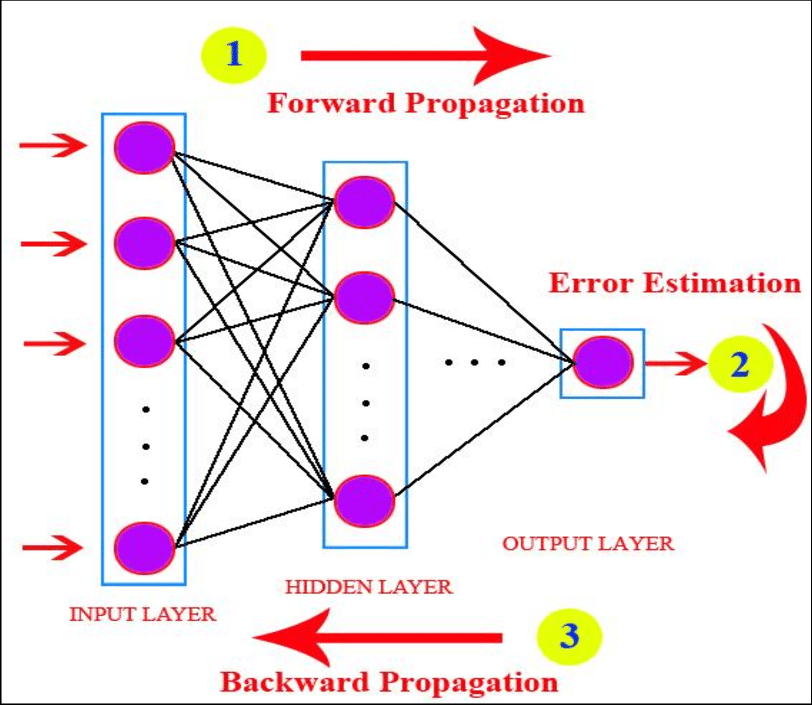 1
Forward Propagation
Error Estimation
2
OUTPUT LAYER
HIDDEN LAYER
INPUT LAYER
3
Backward Propagation